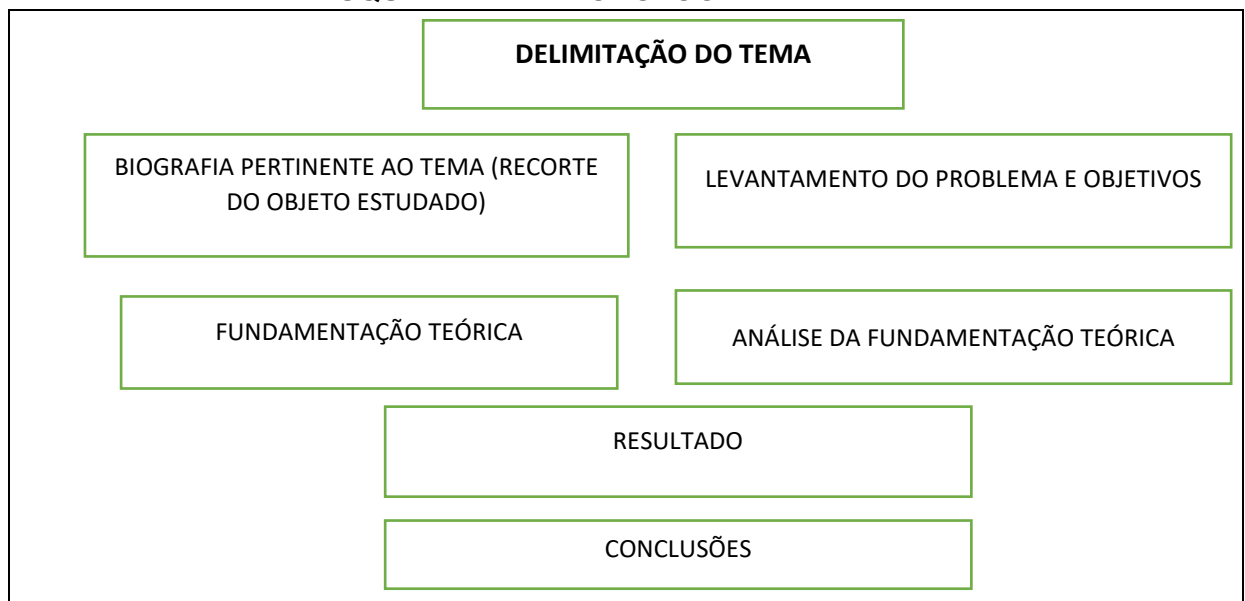 DELIMITAÇÃO DO TEMA
BIOGRAFIA PERTINENTE AO TEMA (RECORTE
DO OBJETO ESTUDADO)
LEVANTAMENTO DO PROBLEMA E OBJETIVOS
FUNDAMENTAÇÃO TEÓRICA
ANÁLISE DA FUNDAMENTAÇÃO TEÓRICA
RESULTADO
CONCLUSÕES